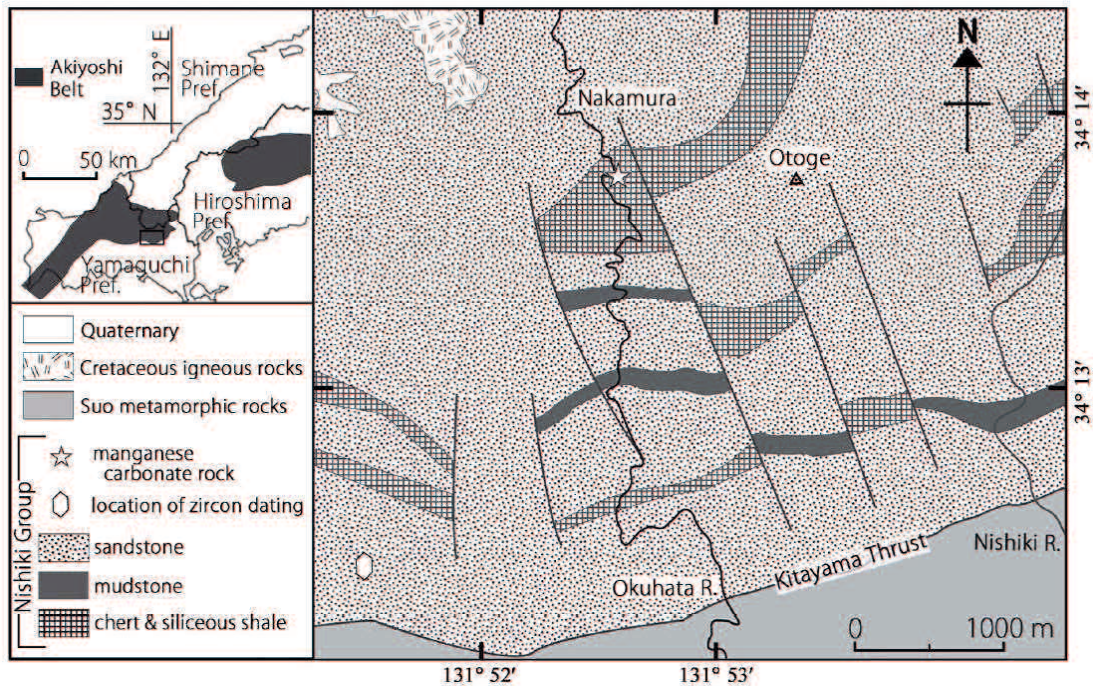 Akiyoshi
Belt
132° E
Shimane
Pref.
35° N
0 50 km
Hiroshima
Pref.
Yamaguchi
Pref.
Quaternary
Cretaceous igneous rocks
Suo metamorphic rocks
Nishiki Group
manganese
carbonate rock
location of zircon dating
sandstone
mudstone
chert & siliceous shale
N
Nakamura
Otoge
34° 14′
34° 13′
Nishiki R.
Kitayama Thrust
Okuhata R.
0 1000 m
131° 52′
131° 53′